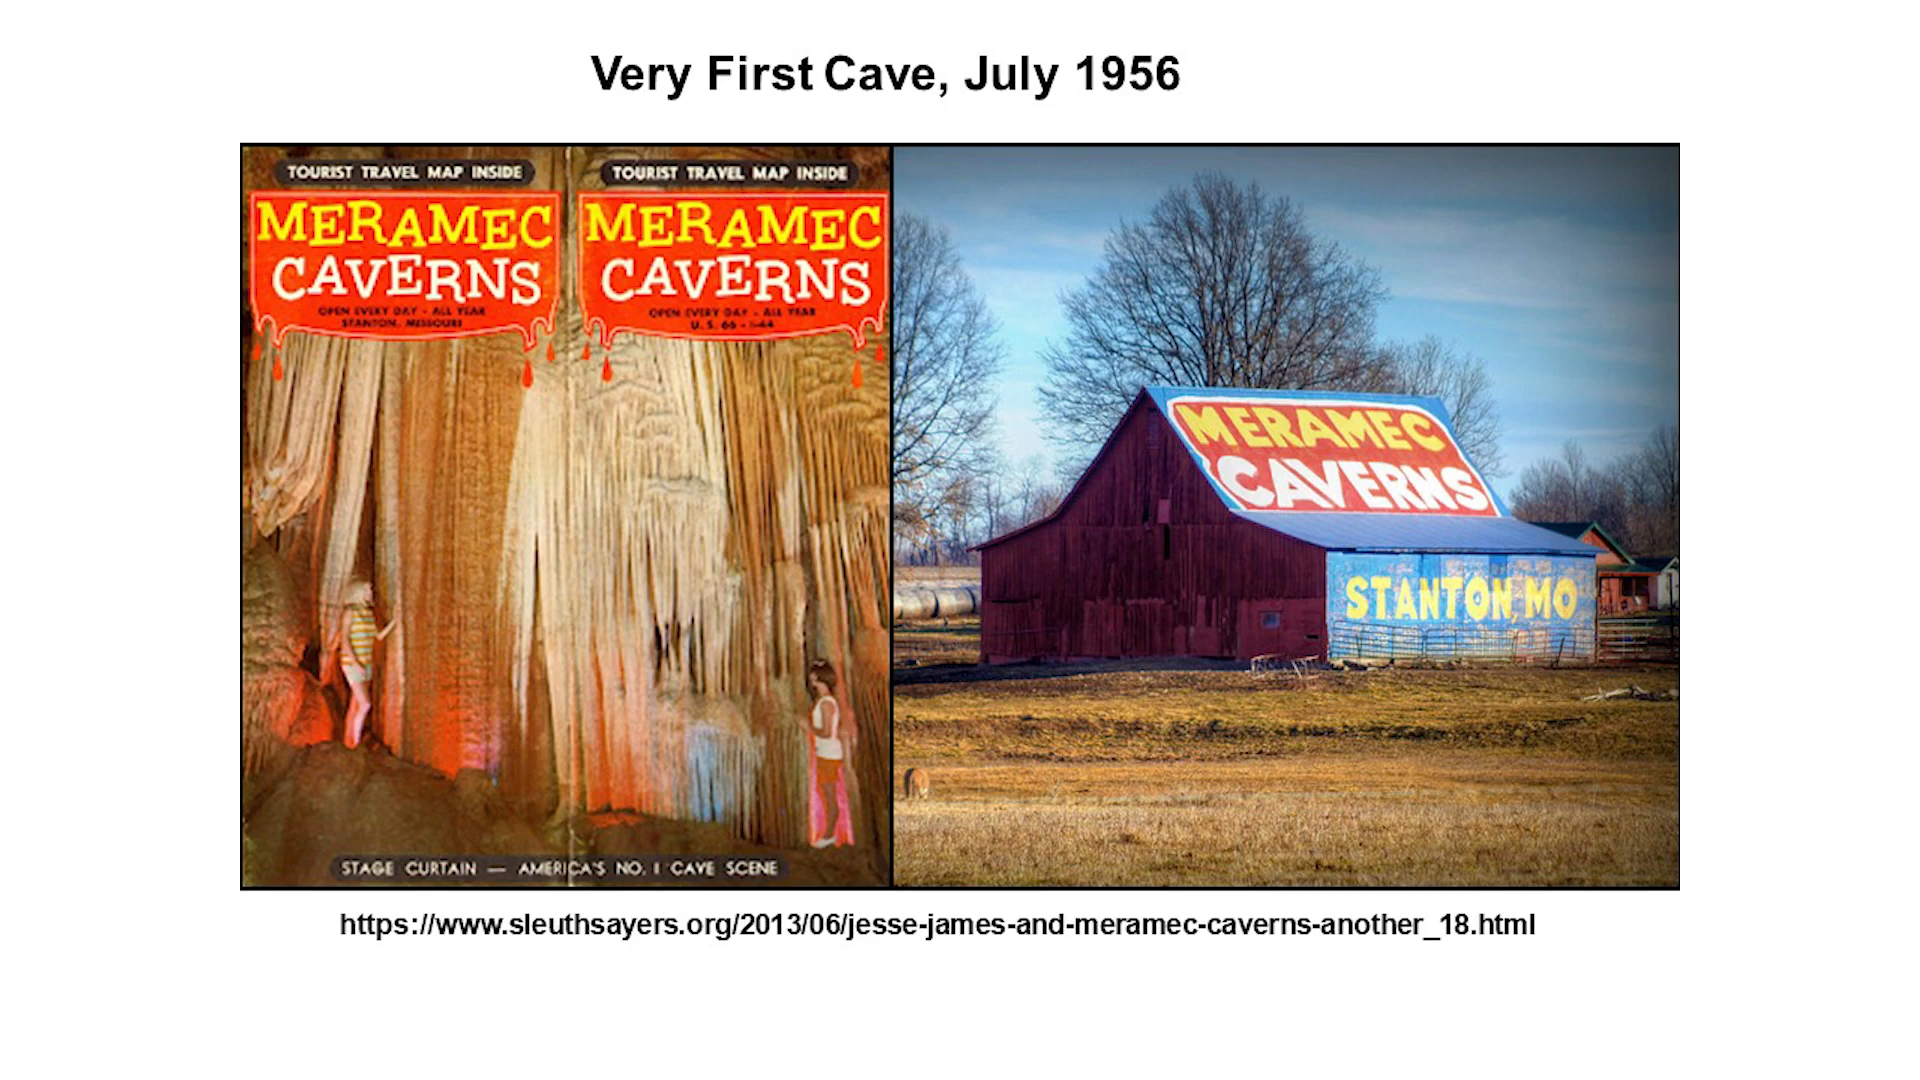 Very First Cave, July 1956
TOURIST TRAVEL MAP INSIDE
MERAMEC
CAVERNS
OPEN EVERY DAY - ALL YEAR
STANTON, MISSOURI
TOURIST TRAVEL MAP INSIDE
MERAMEC
CAVERNS
OPEN EVERY DAY - ALL YEAR
U.S. 66 - I-44
STAGE CURTAIN — AMERICA'S NO. 1 CAVE SCENE
MERAMEC
CAVERNS
STANTON, MO
https://www.sleuthsayers.org/2013/06/jesse-james-and-meramec-caverns-another_18.html